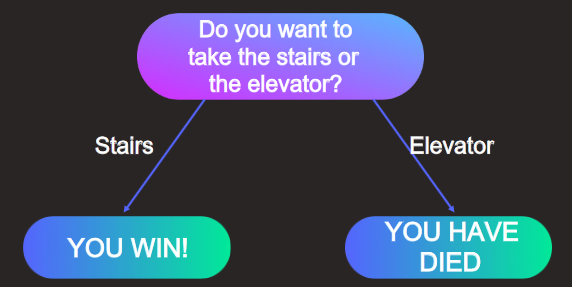 Do you want to
take the stairs or
the elevator?
Stairs
Elevator
YOU WIN!
YOU HAVE
DIED